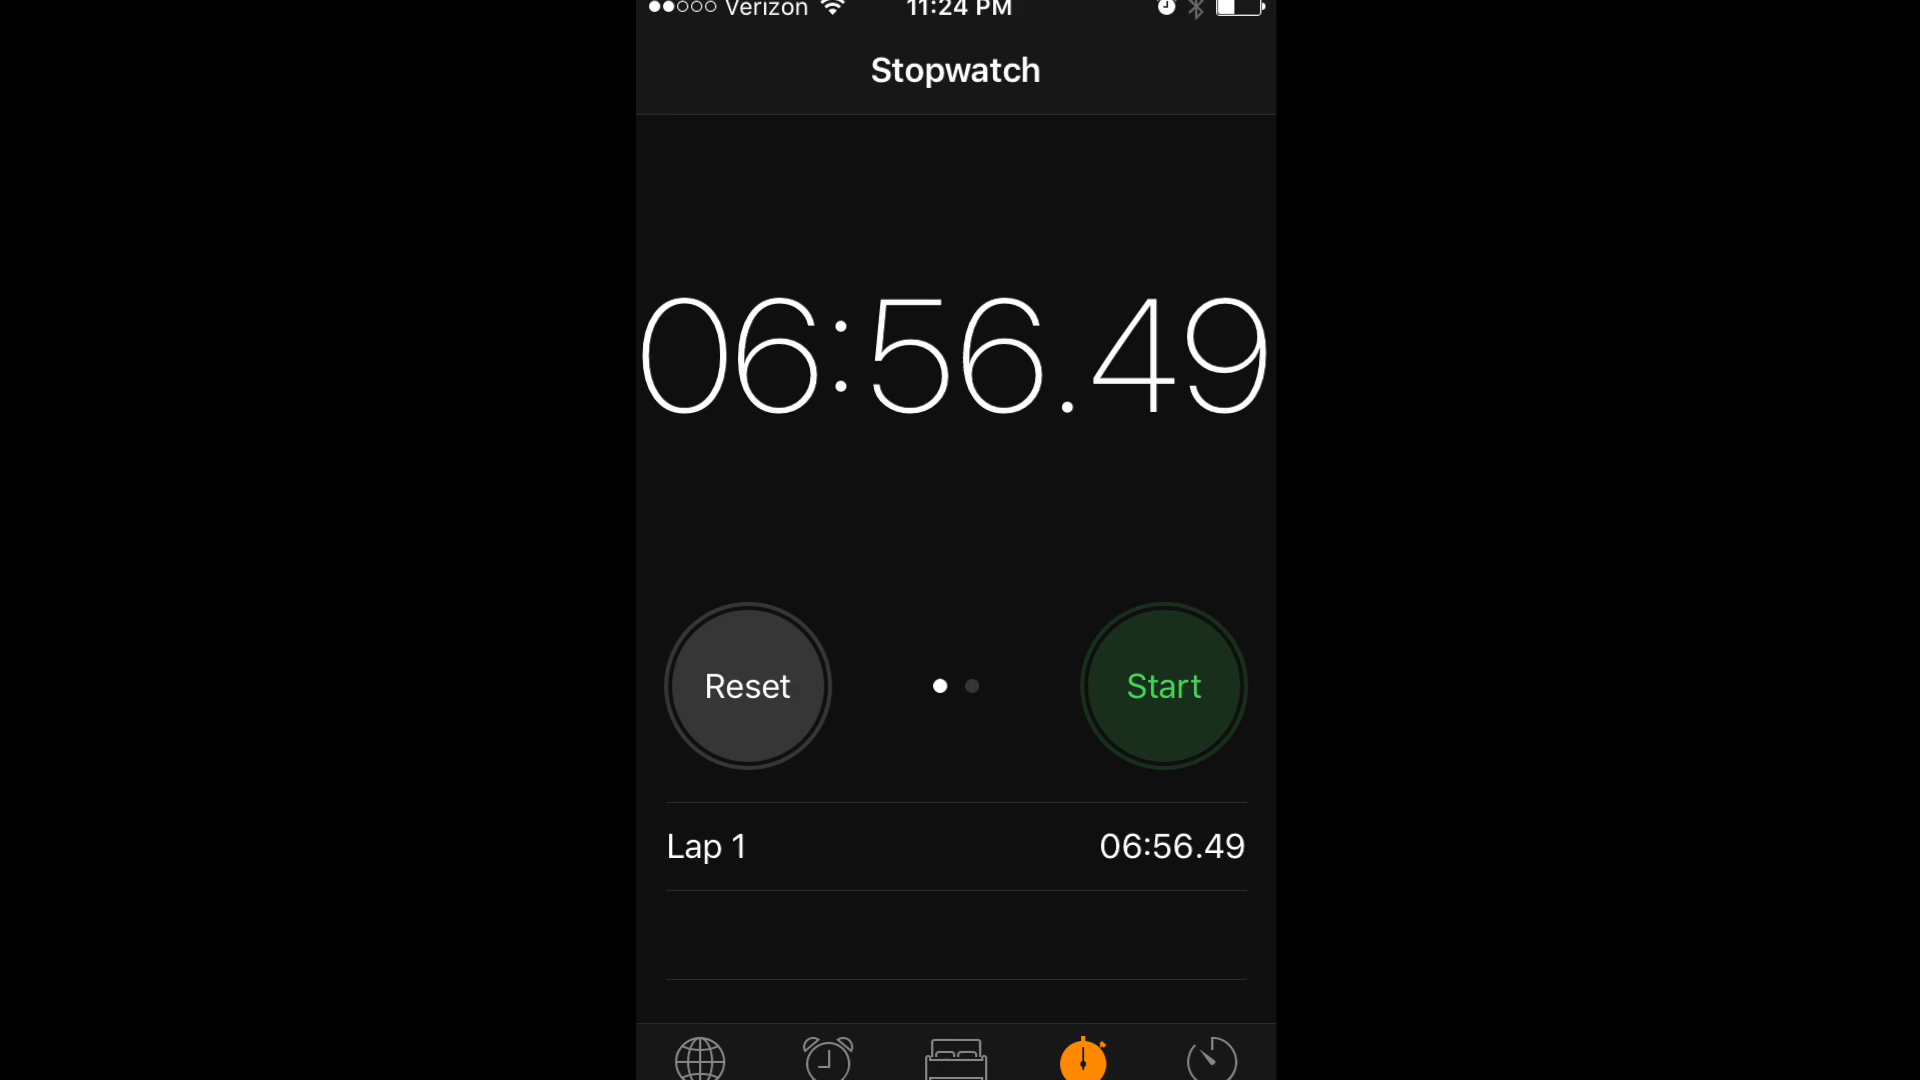 Verizon 11:24 PM
Stopwatch
06:56.49
Reset Start
Lap 1 06:56.49